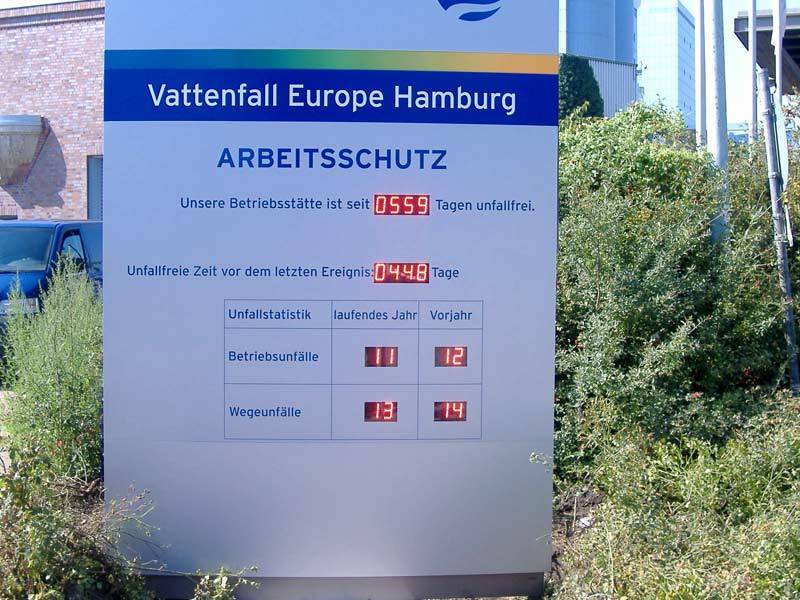 Vattenfall Europe Hamburg
ARBEITSSCHUTZ
Unsere Betriebsstätte ist seit 0559 Tagen unfallfrei.
Unfallfreie Zeit vor dem letzten Ereignis: 0448 Tage
Unfallstatistik laufendes Jahr Vorjahr
Betriebsunfälle 11 12
Wegeunfälle 13 14